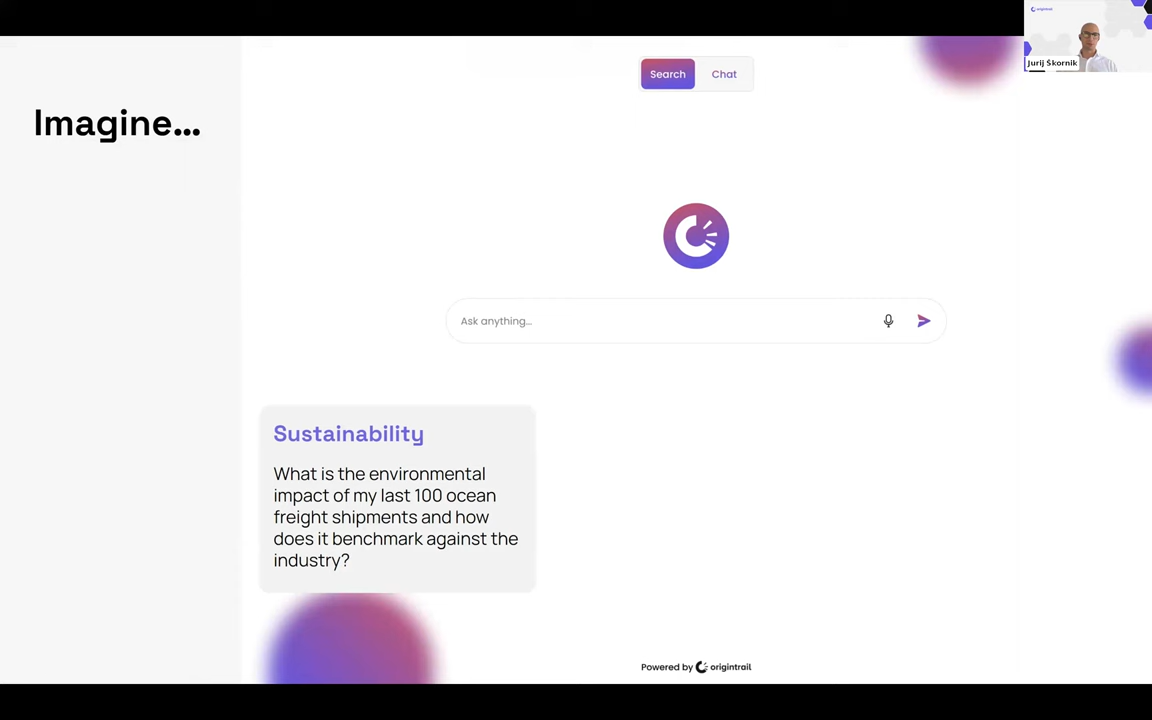 origintrail
Jurij Škornik
Search
Chat
Imagine...
Ask anything...
Sustainability
What is the environmental
impact of my last 100 ocean
freight shipments and how
does it benchmark against the
industry?
Powered by origintrail